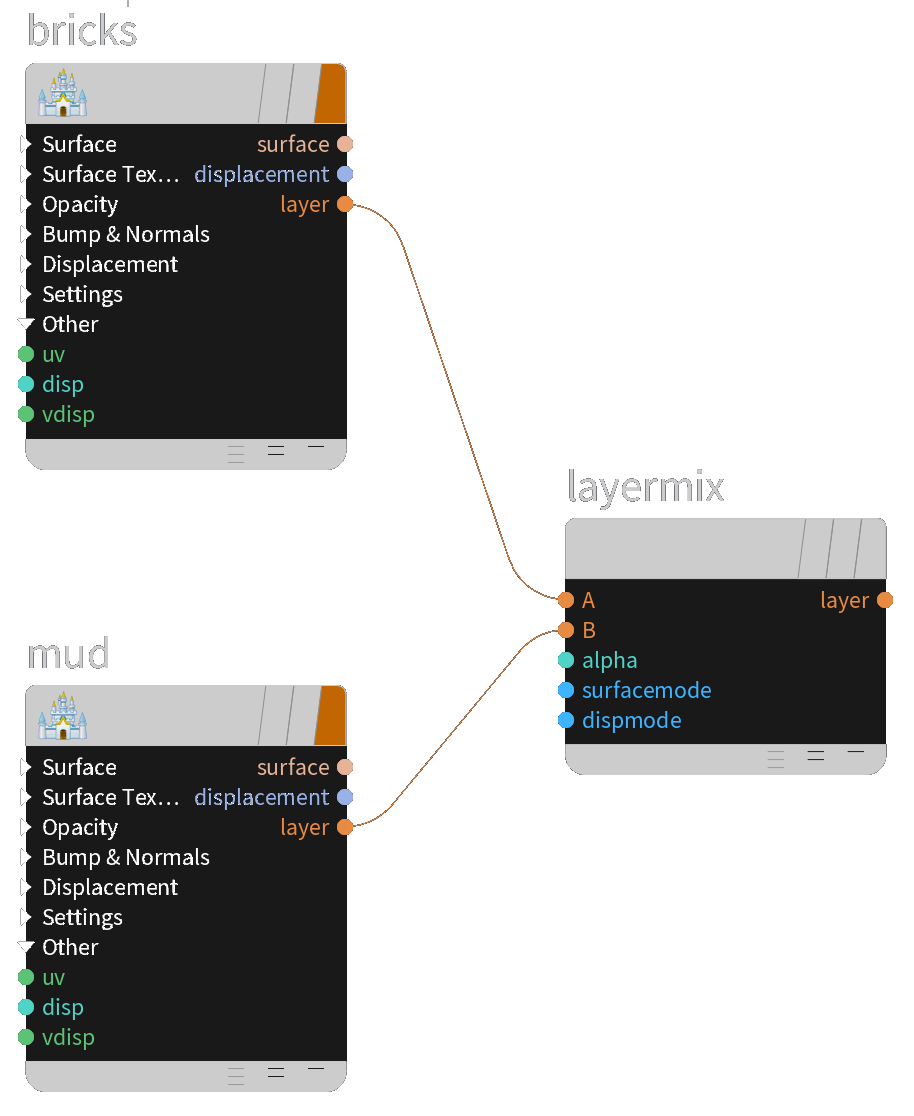 bricks
Surface surface
Surface Tex... displacement
Opacity layer
Bump & Normals
Displacement
Settings
Other
uv
disp
vdisp
layermix
A layer
B
alpha
surfacemode
dispmode
mud
Surface surface
Surface Tex... displacement
Opacity layer
Bump & Normals
Displacement
Settings
Other
uv
disp
vdisp